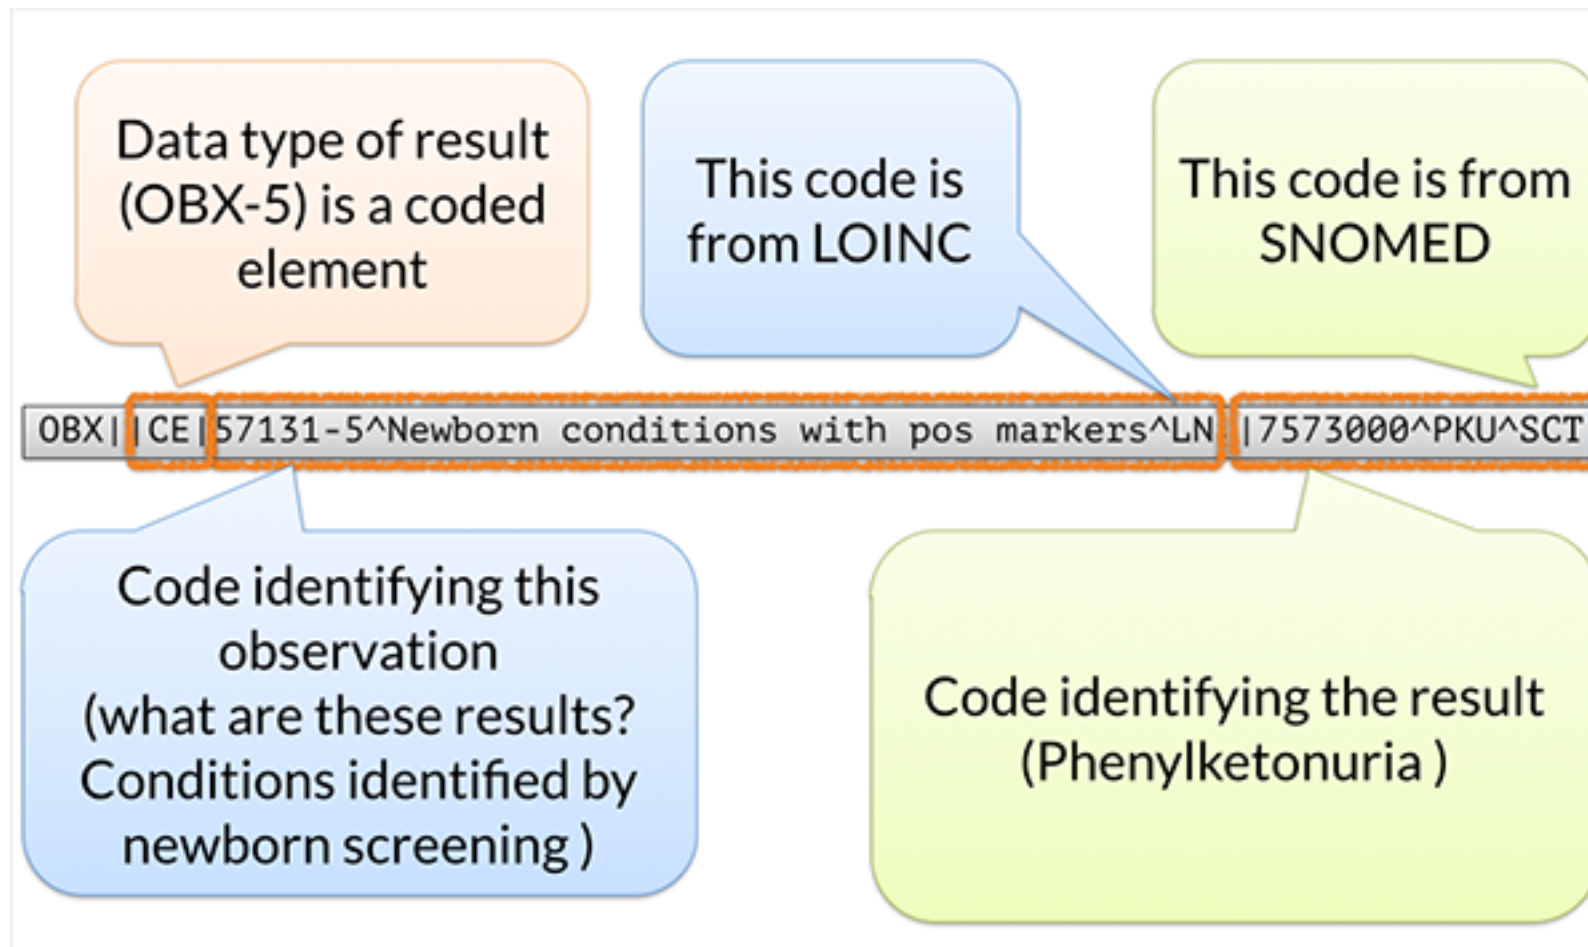 Data type of result
(OBX-5) is a coded
element
This code is
from LOINC
This code is from
SNOMED
OBX||CE|57131-5^Newborn conditions with pos markers^LN |7573000^PKU^SCT
Code identifying this
observation
(what are these results?
Conditions identified by
newborn screening )
Code identifying the result
(Phenylketonuria )